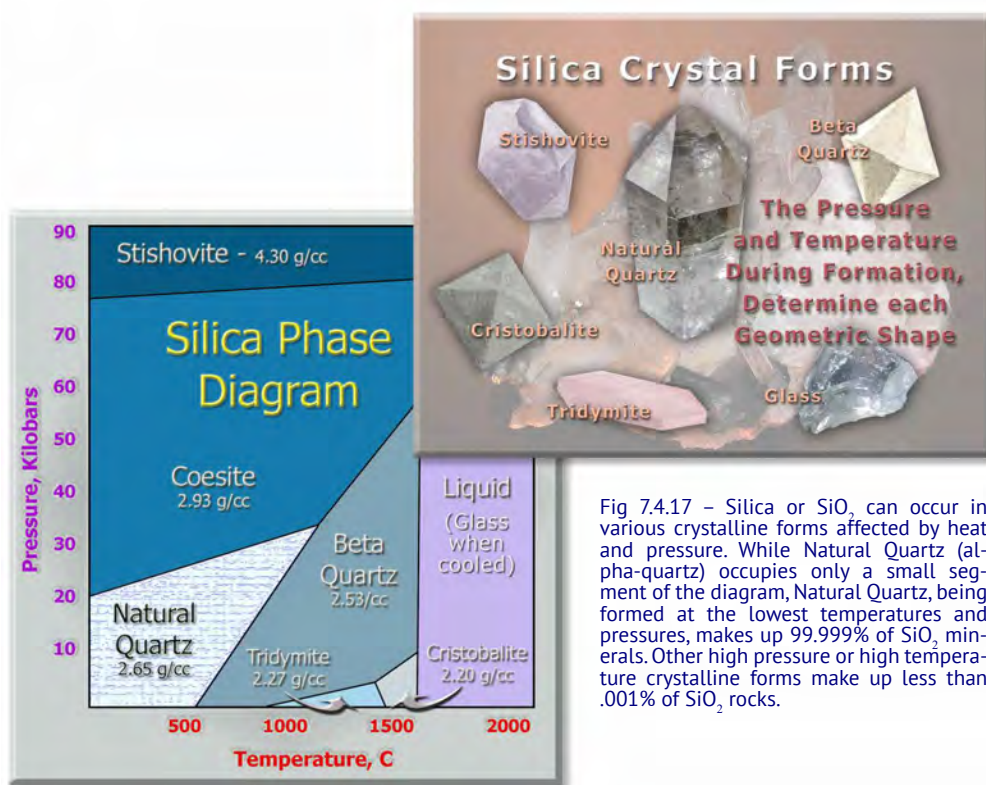 Silica Crystal Forms
Stishovite
Beta
Quartz
Natural
Quartz
The Pressure
and Temperature
During Formation,
Determine each
Geometric Shape
Cristobalite
Tridymite
Glass
90
80
70
60
50
40
30
20
10
Pressure, Kilobars
Stishovite - 4.30 g/cc
Silica Phase
Diagram
Coesite
2.93 g/cc
Liquid
(Glass
when
cooled)
Beta
Quartz
2.53/cc
Natural
Quartz
2.65 g/cc
Tridymite
2.27 g/cc
Cristobalite
2.20 g/cc
500 1000 1500 2000
Temperature, C
Fig 7.4.17 – Silica or SiO₂ can occur in
various crystalline forms affected by heat
and pressure. While Natural Quartz (al-
pha-quartz) occupies only a small seg-
ment of the diagram, Natural Quartz, being
formed at the lowest temperatures and
pressures, makes up 99.999% of SiO₂ min-
erals. Other high pressure or high tempera-
ture crystalline forms make up less than
.001% of SiO₂ rocks.